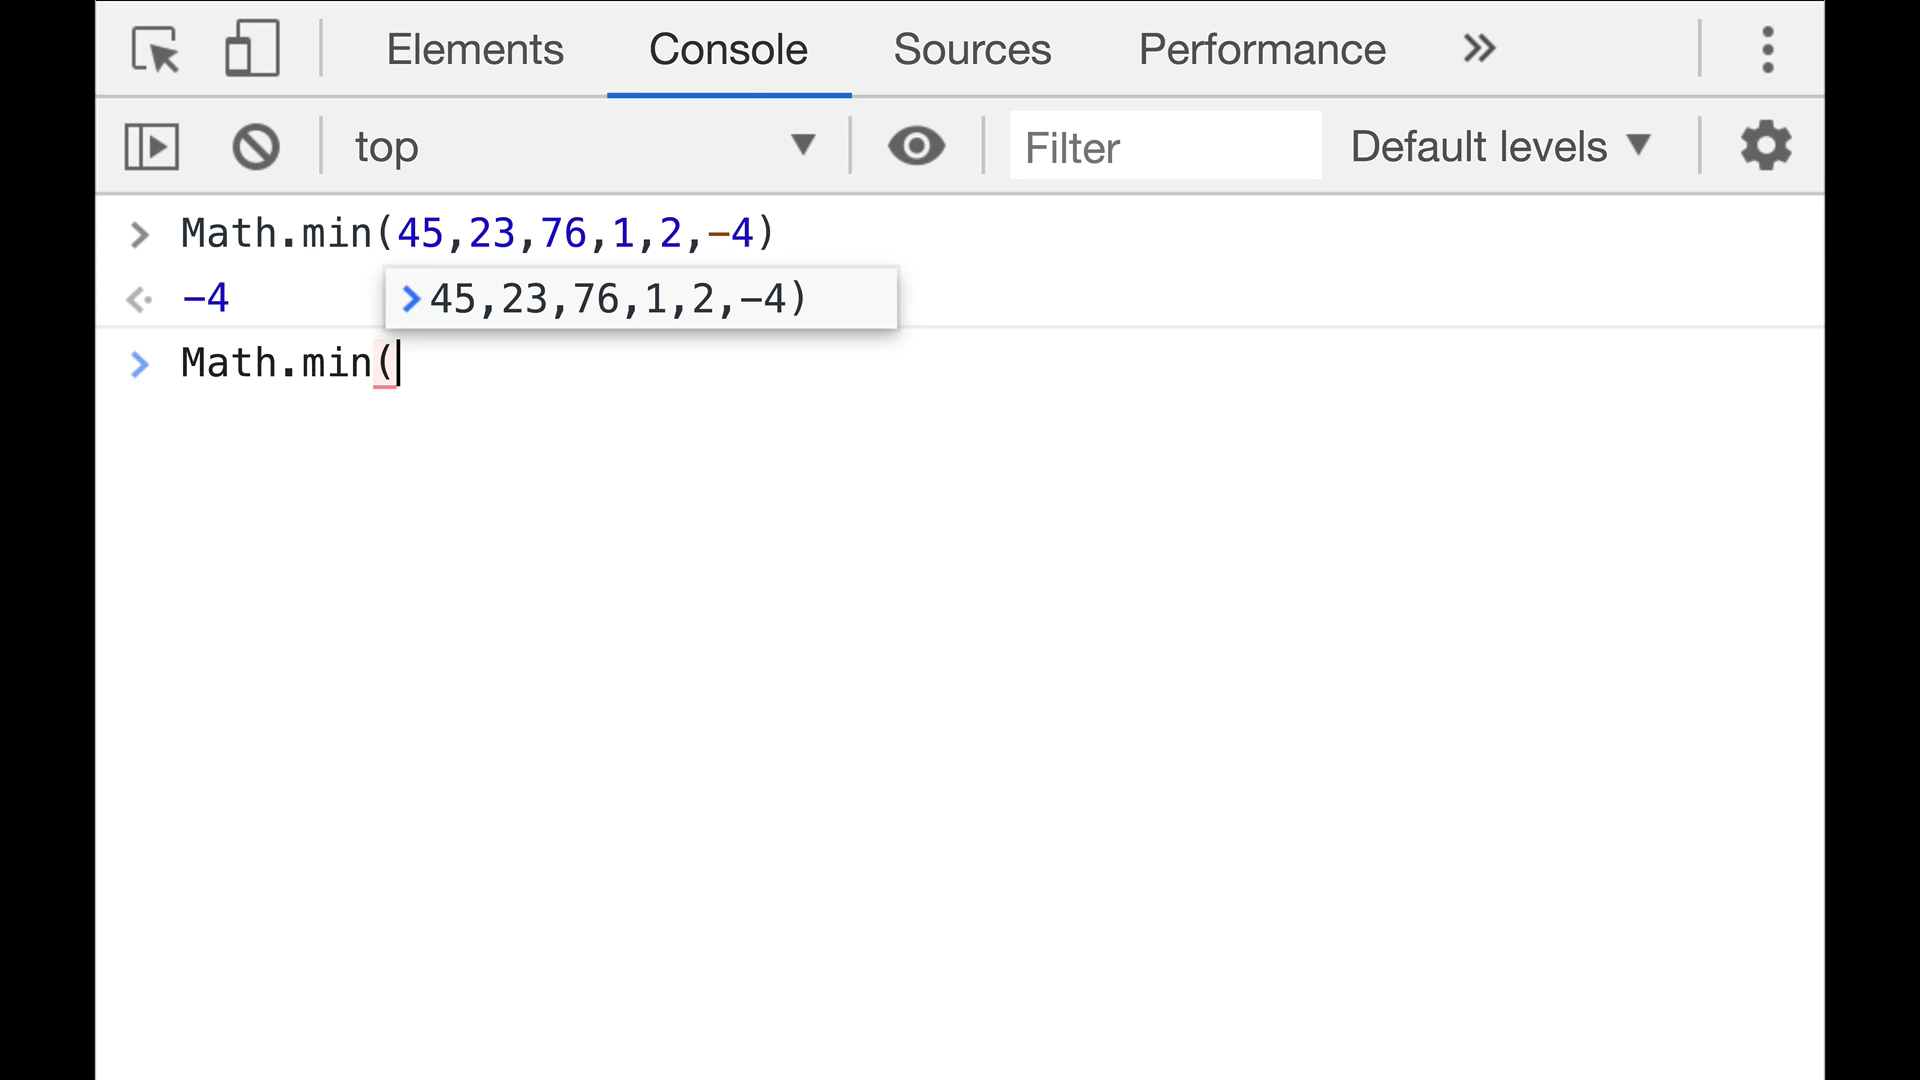 Elements Console Sources Performance
top Filter Default levels
Math.min(45,23,76,1,2,-4)
-4
45,23,76,1,2,-4)
Math.min(